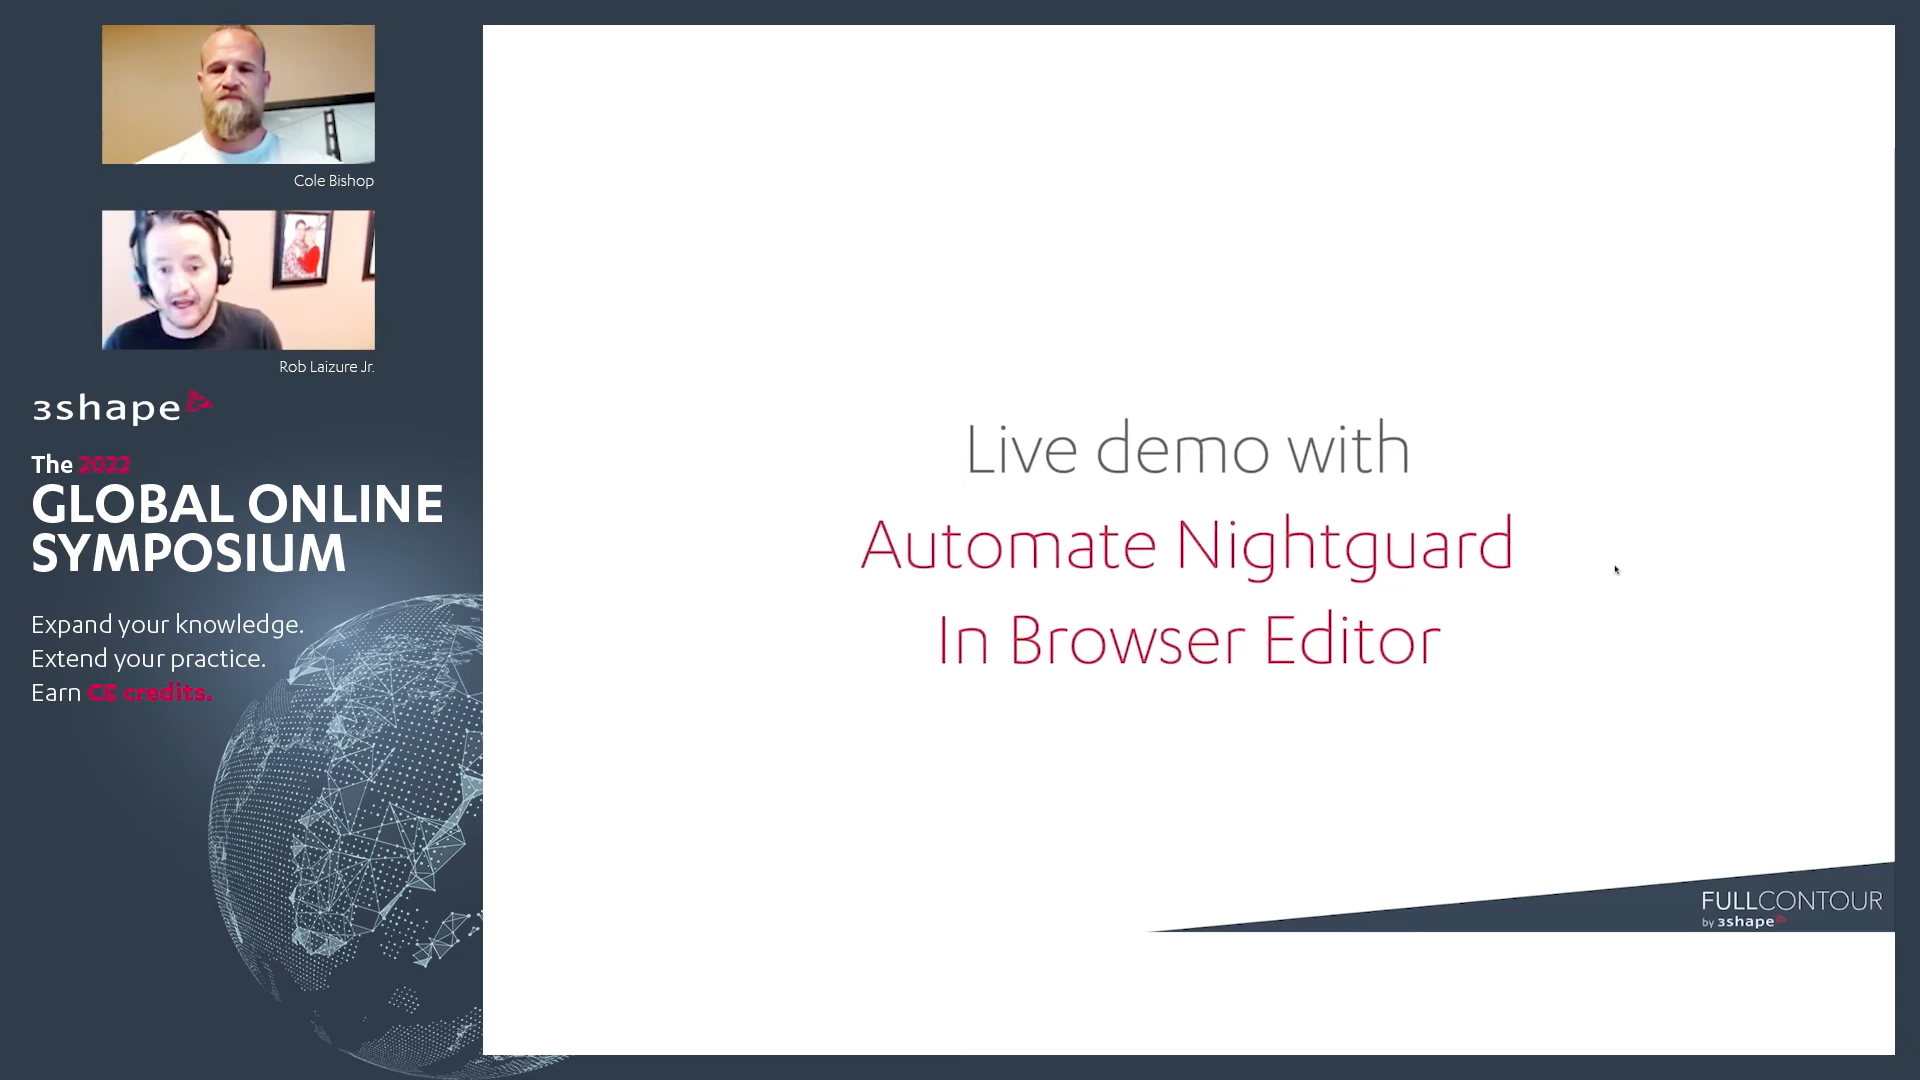 Cole Bishop
Rob Laizure Jr.
3shape
The 2022
GLOBAL ONLINE
SYMPOSIUM
Expand your knowledge.
Extend your practice.
Earn CE credits.
Live demo with
Automate Nightguard
In Browser Editor
FULLCONTOUR
by 3shape